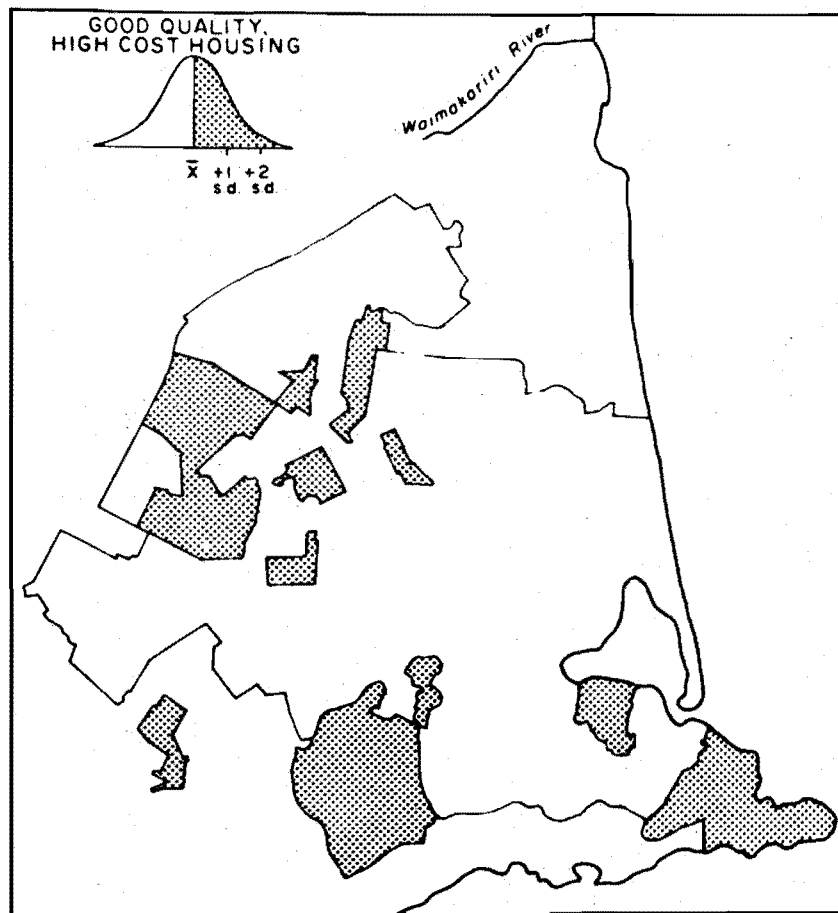 GOOD QUALITY,
HIGH COST HOUSING
X̄ +1 +2
s.d. s.d.
Waimakariri River